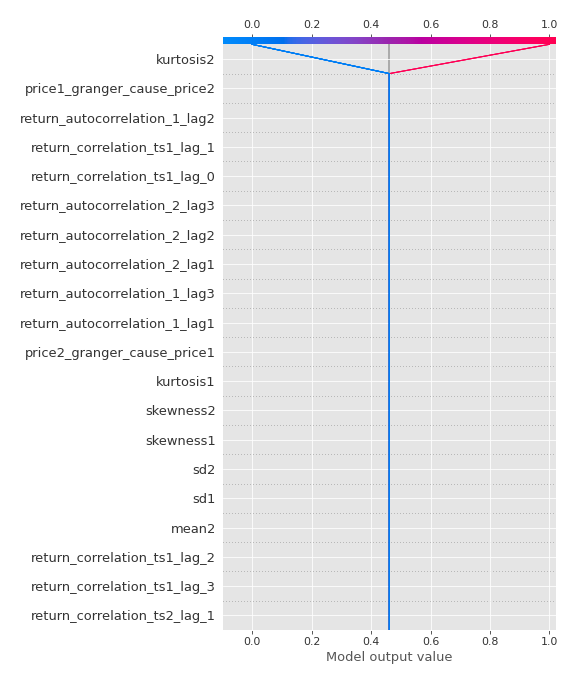 0.0 0.2 0.4 0.6 0.8 1.0
kurtosis2
price1_granger_cause_price2
return_autocorrelation_1_lag2
return_correlation_ts1_lag_1
return_correlation_ts1_lag_0
return_autocorrelation_2_lag3
return_autocorrelation_2_lag2
return_autocorrelation_2_lag1
return_autocorrelation_1_lag3
return_autocorrelation_1_lag1
price2_granger_cause_price1
kurtosis1
skewness2
skewness1
sd2
sd1
mean2
return_correlation_ts1_lag_2
return_correlation_ts1_lag_3
return_correlation_ts2_lag_1
0.0 0.2 0.4 0.6 0.8 1.0
Model output value